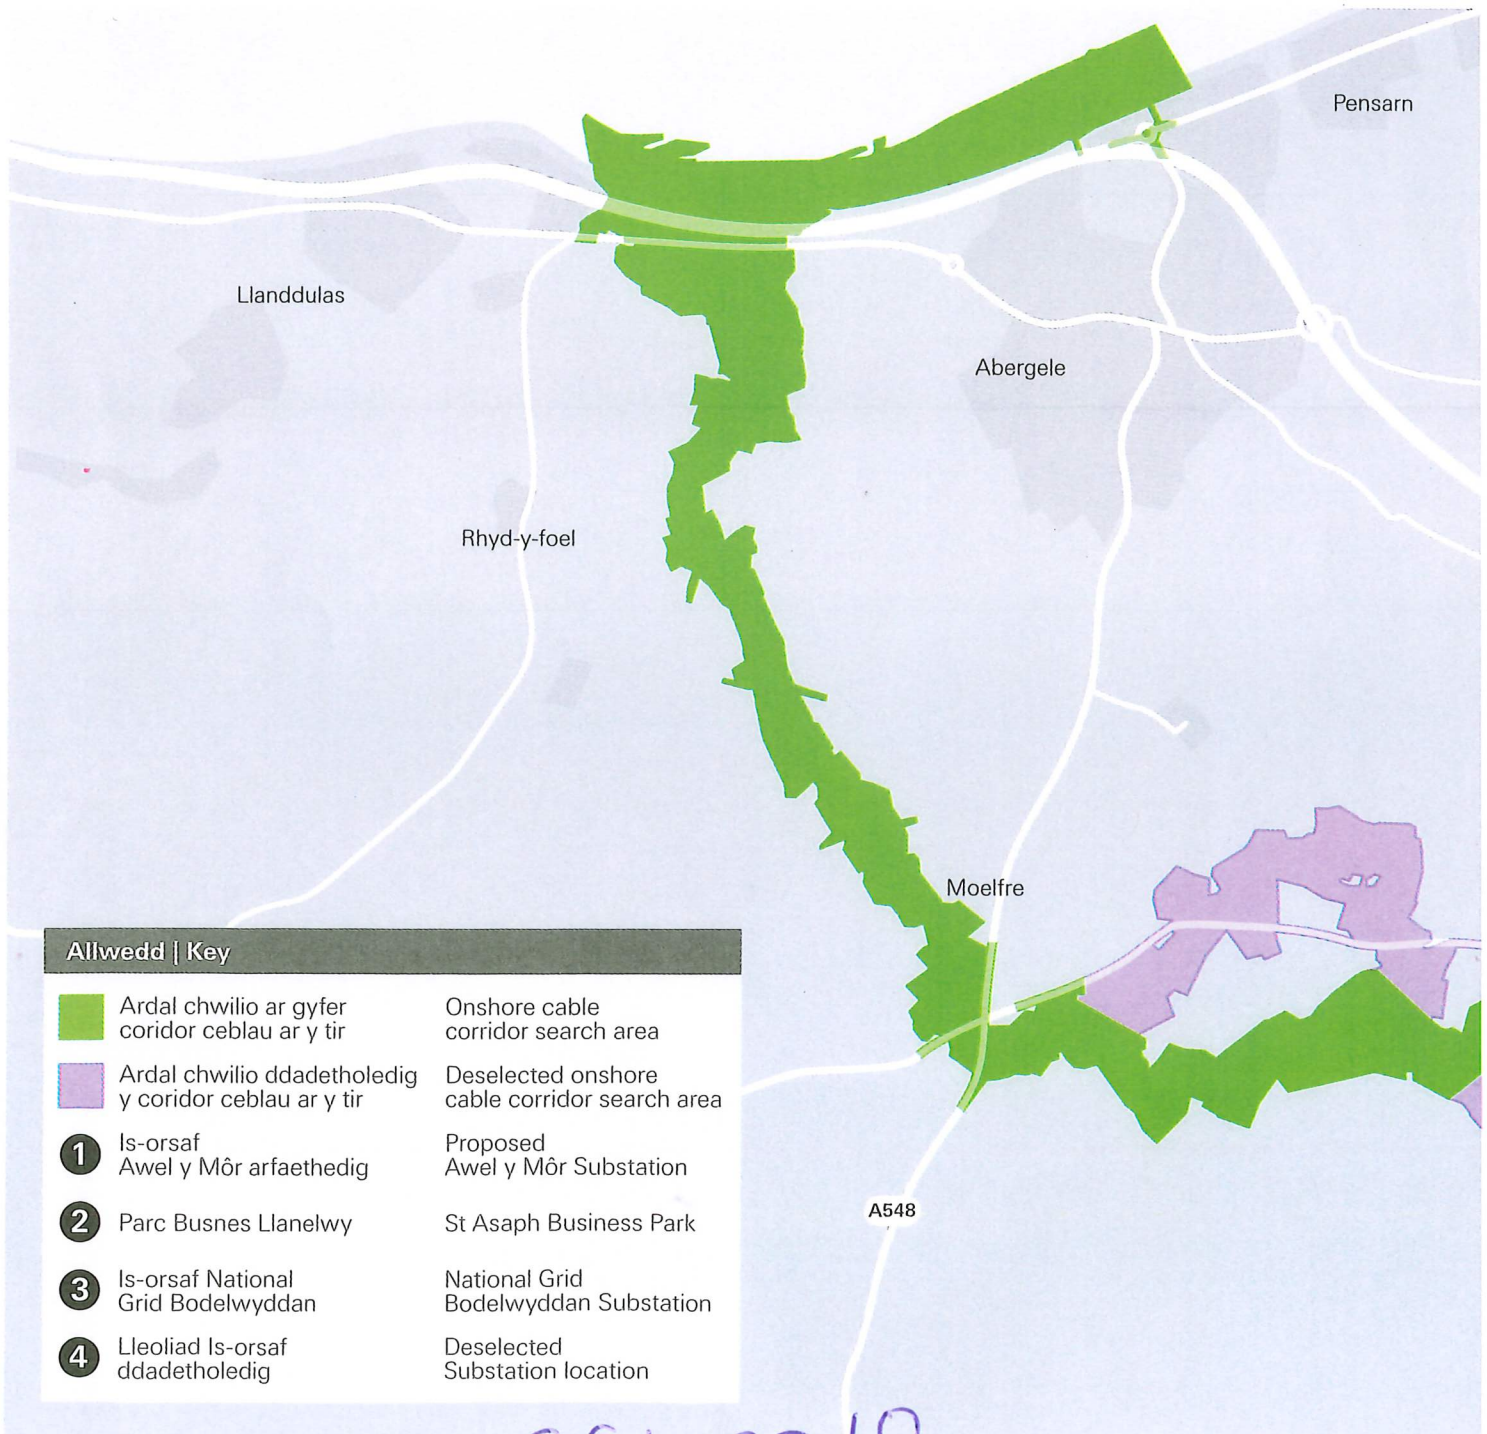 Pensarn
Llanddulas
Abergele
Rhyd-y-foel
Moelfre
Allwedd | Key
Ardal chwilio ar gyfer
coridor ceblau ar y tir
Onshore cable
corridor search area
Ardal chwilio ddadetholedig
y coridor ceblau ar y tir
Deselected onshore
cable corridor search area
1
Is-orsaf
Awel y Môr arfaethedig
Proposed
Awel y Môr Substation
2
Parc Busnes Llanelwy
St Asaph Business Park
3
Is-orsaf National
Grid Bodelwyddan
National Grid
Bodelwyddan Substation
4
Lleoliad Is-orsaf
ddadetholedig
Deselected
Substation location
A548